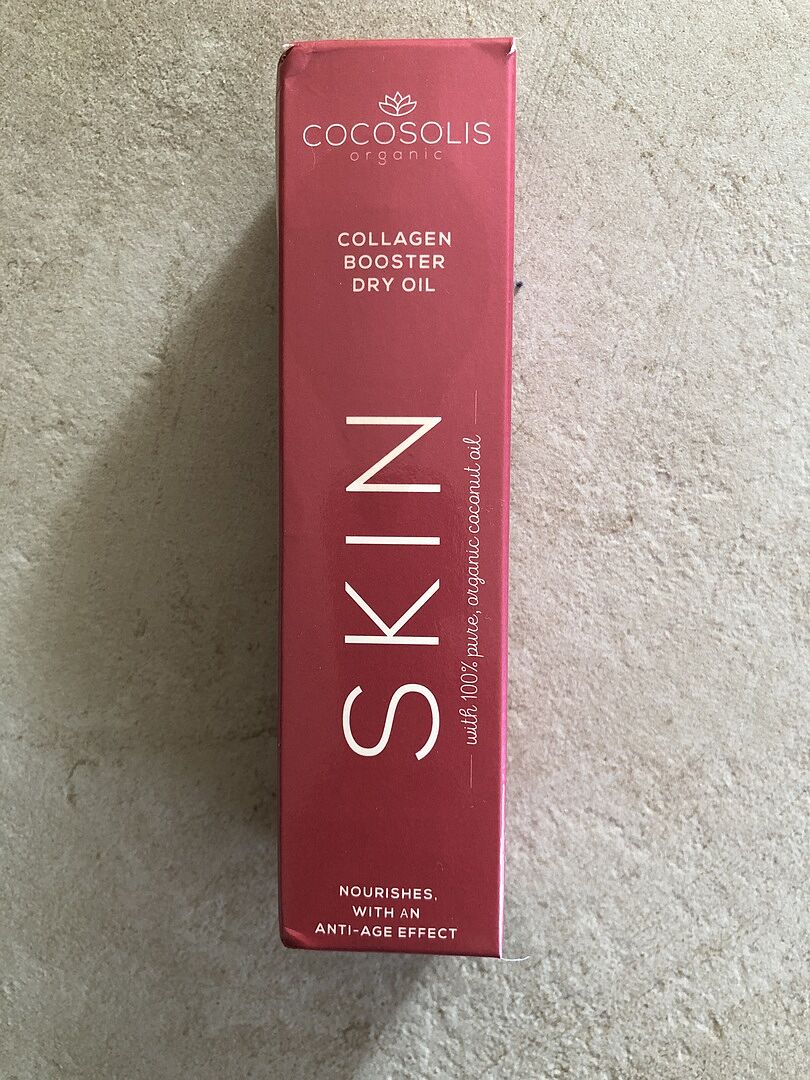 COCOSOLIS
organic
COLLAGEN
BOOSTER
DRY OIL
SKIN
with 100% pure, organic coconut oil
NOURISHES,
WITH AN
ANTI-AGE EFFECT